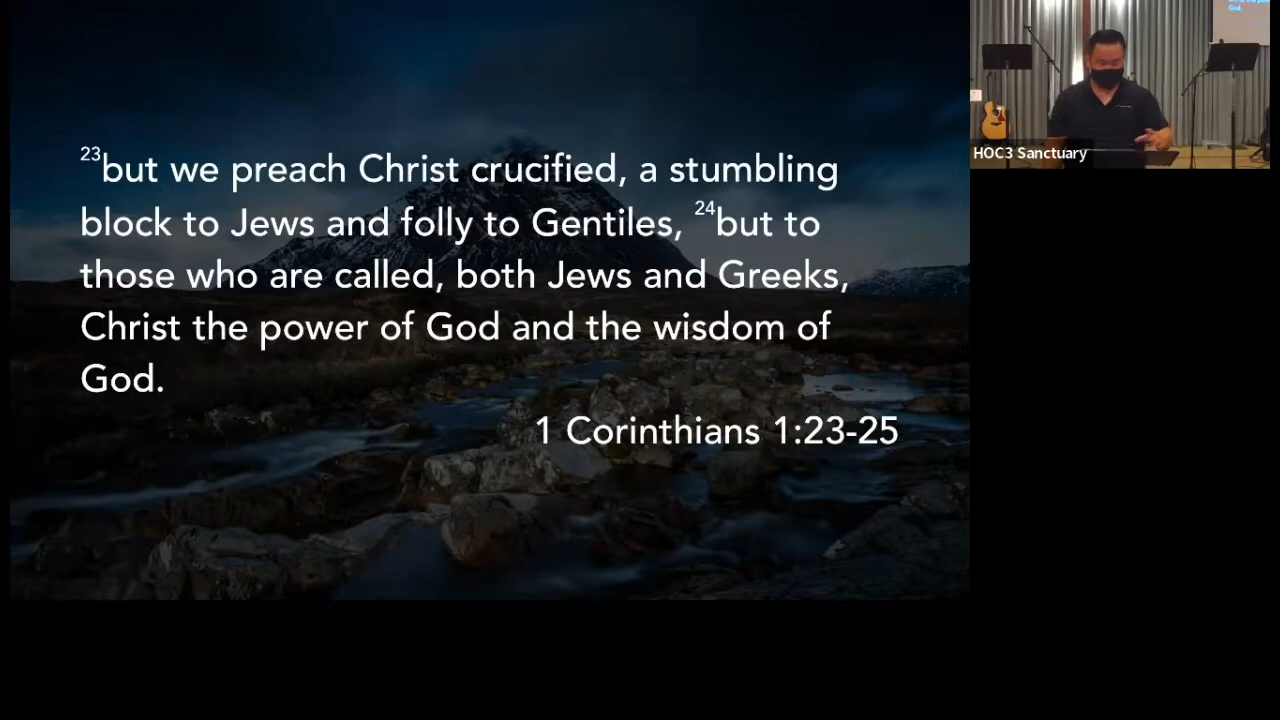 23but we preach Christ crucified, a stumbling
block to Jews and folly to Gentiles, 24but to
those who are called, both Jews and Greeks,
Christ the power of God and the wisdom of
God.
1 Corinthians 1:23-25
HOC3 Sanctuary
God.